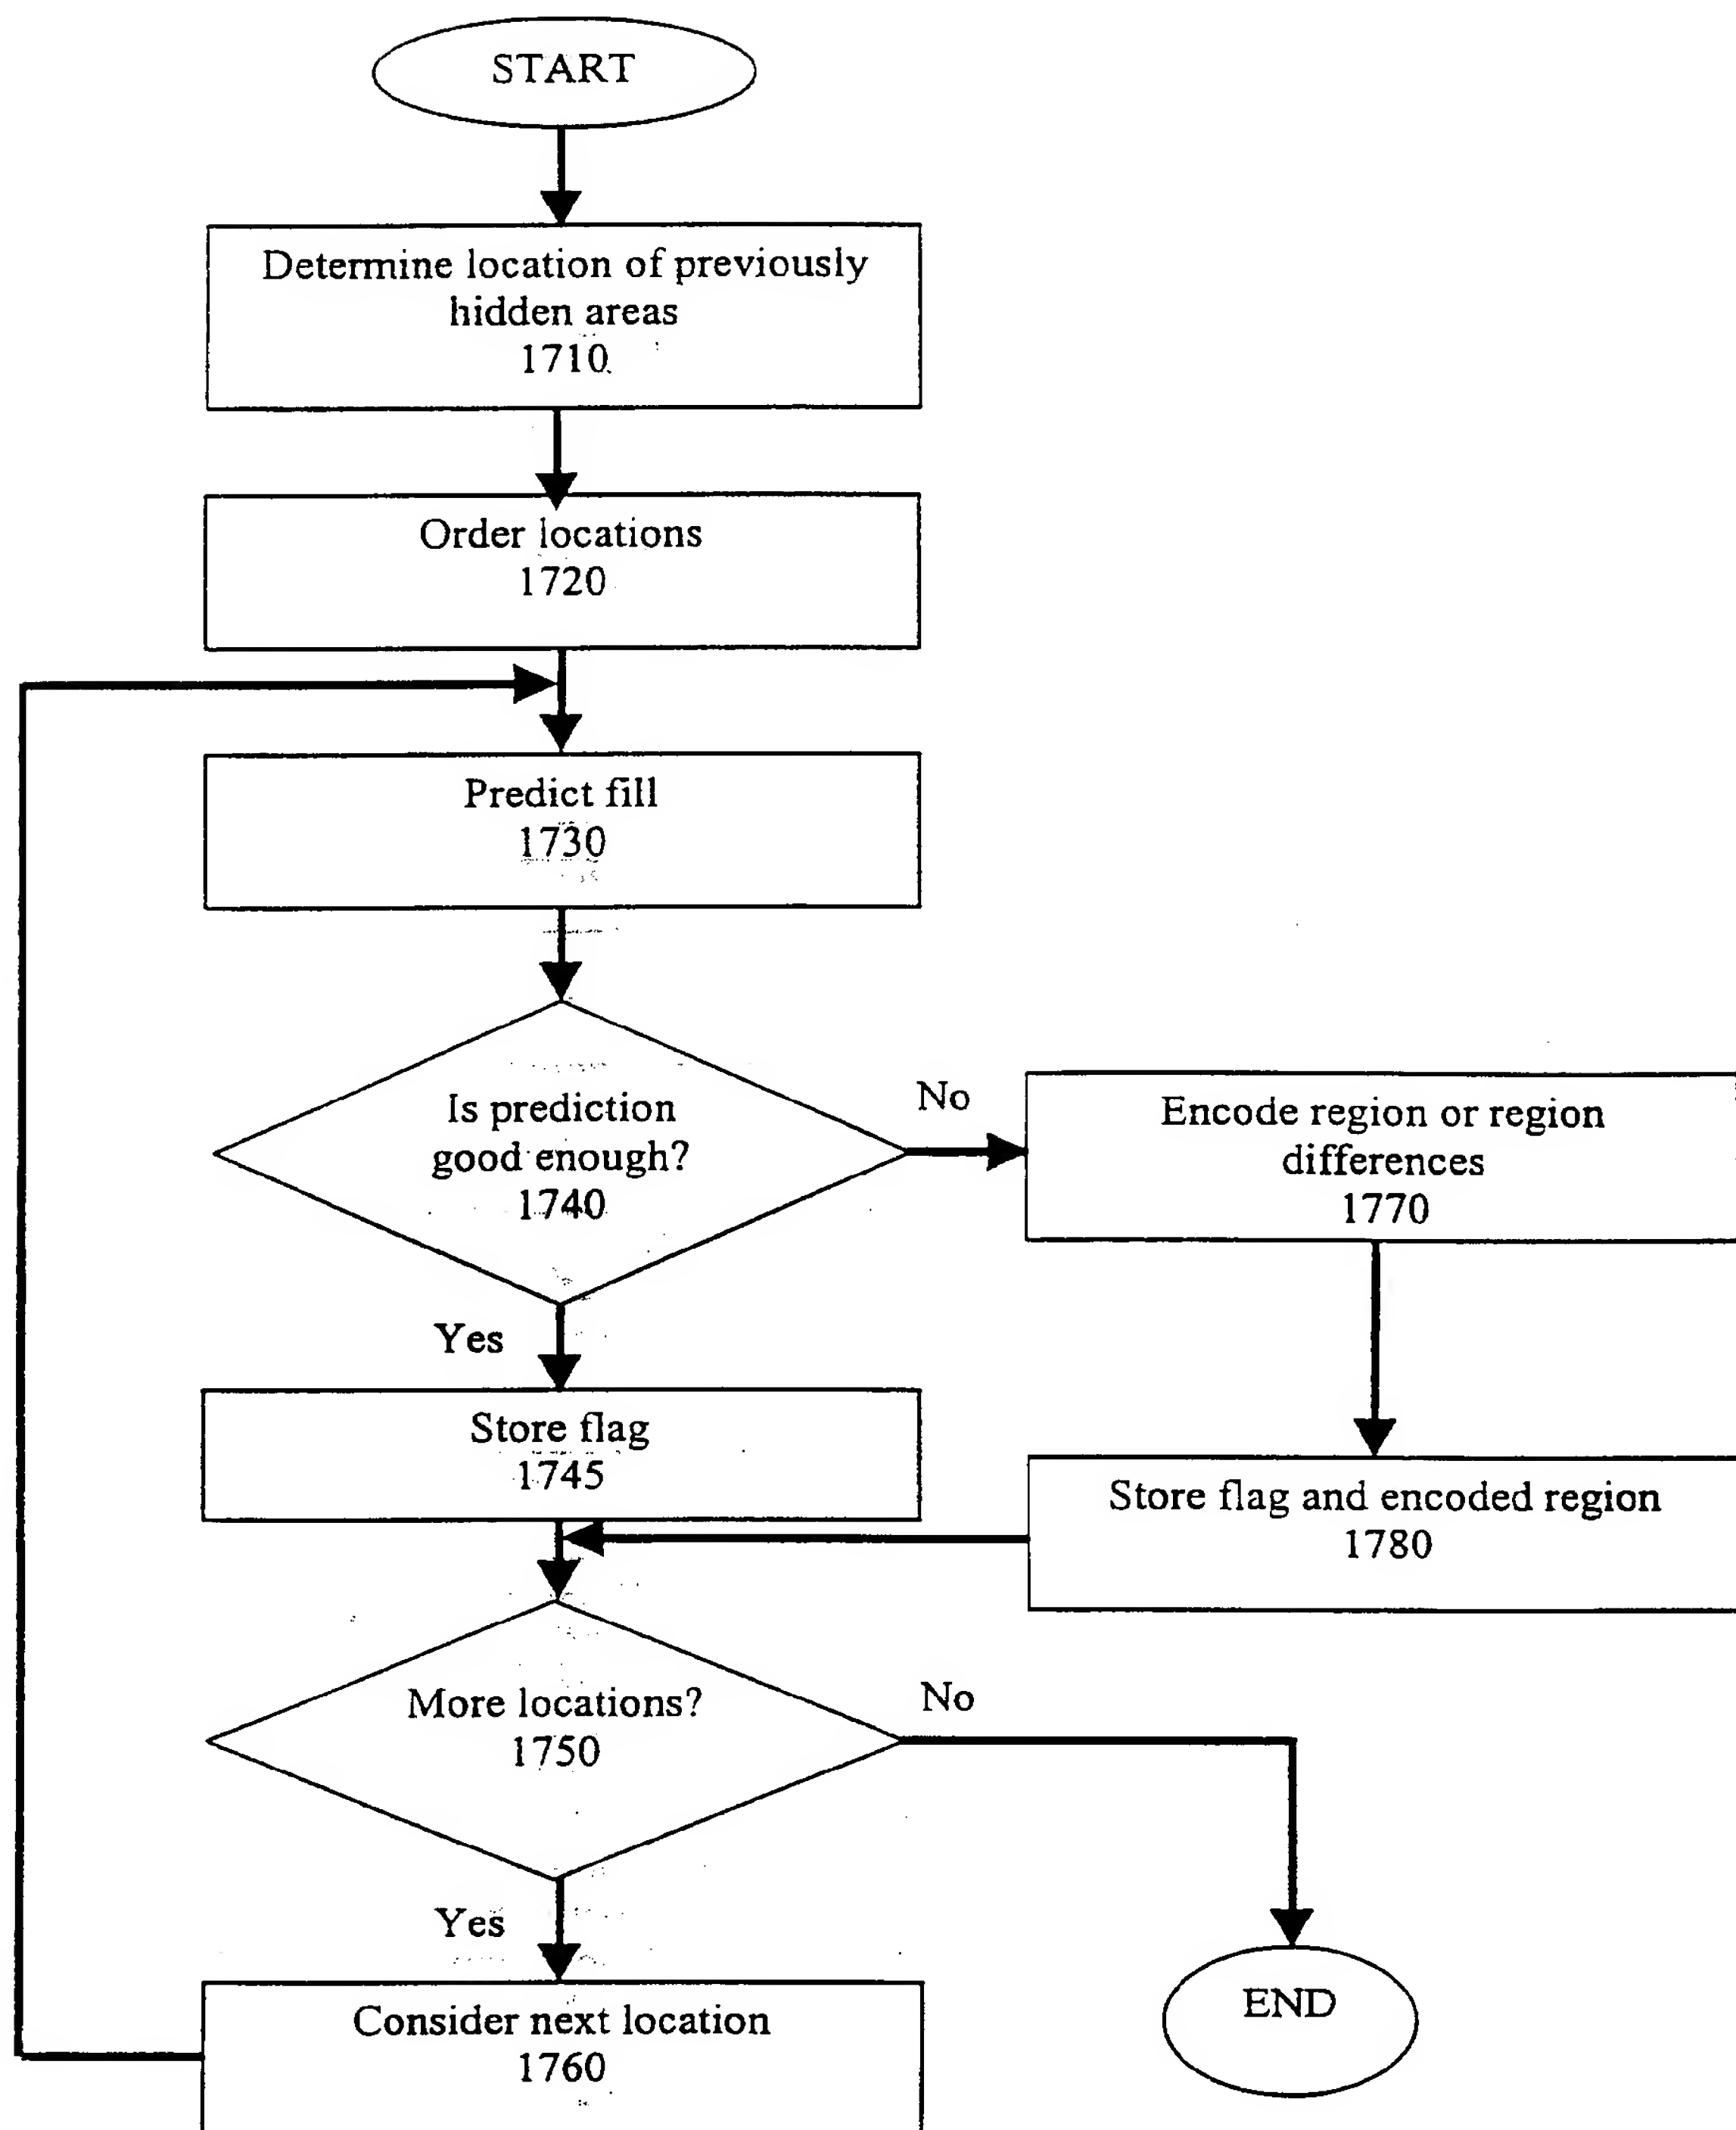 START
Determine location of previously
hidden areas
1710
Order locations
1720
Predict fill
1730
Is prediction
good enough?
1740
No
Encode region or region
differences
1770
Yes
Store flag
1745
Store flag and encoded region
1780
More locations?
1750
No
Yes
Consider next location
1760
END